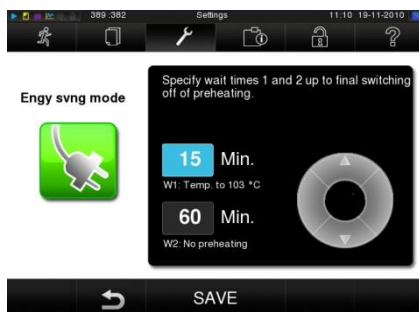 389 :382 Settings 11:10 19-11-2010
Engy svng mode
Specify wait times 1 and 2 up to final switching
off of preheating.
15 Min.
W1: Temp. to 103 °C
60 Min.
W2: No preheating
SAVE